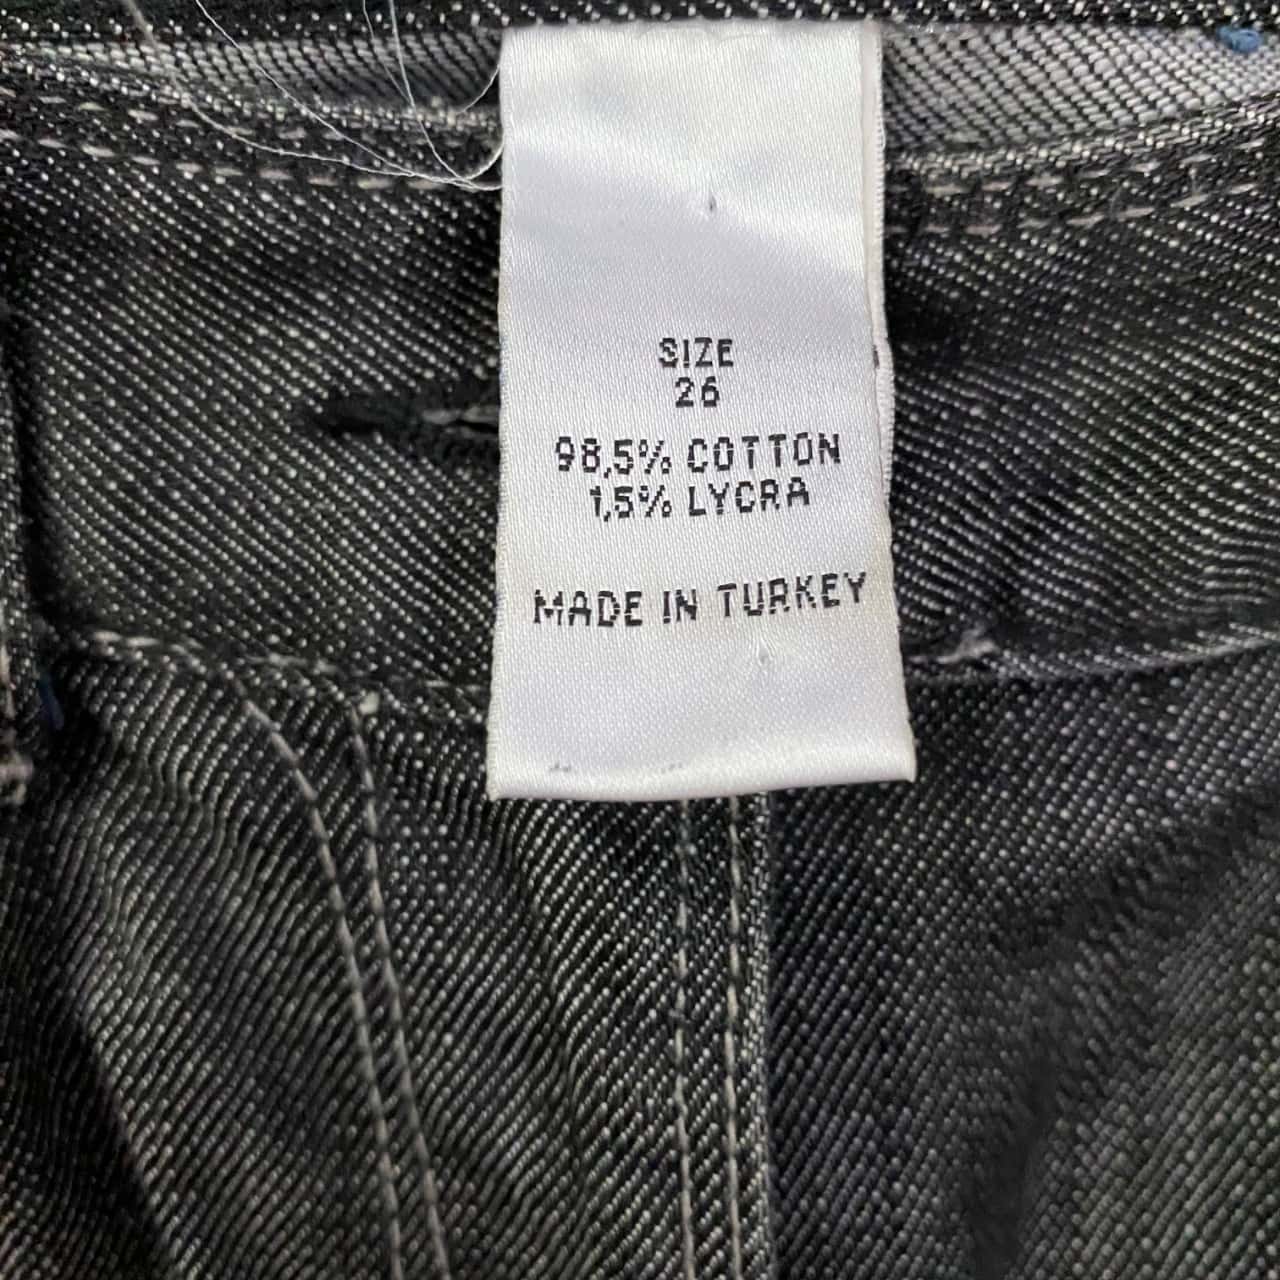 SIZE
26
98,5% COTTON
1,5% LYCRA
MADE IN TURKEY